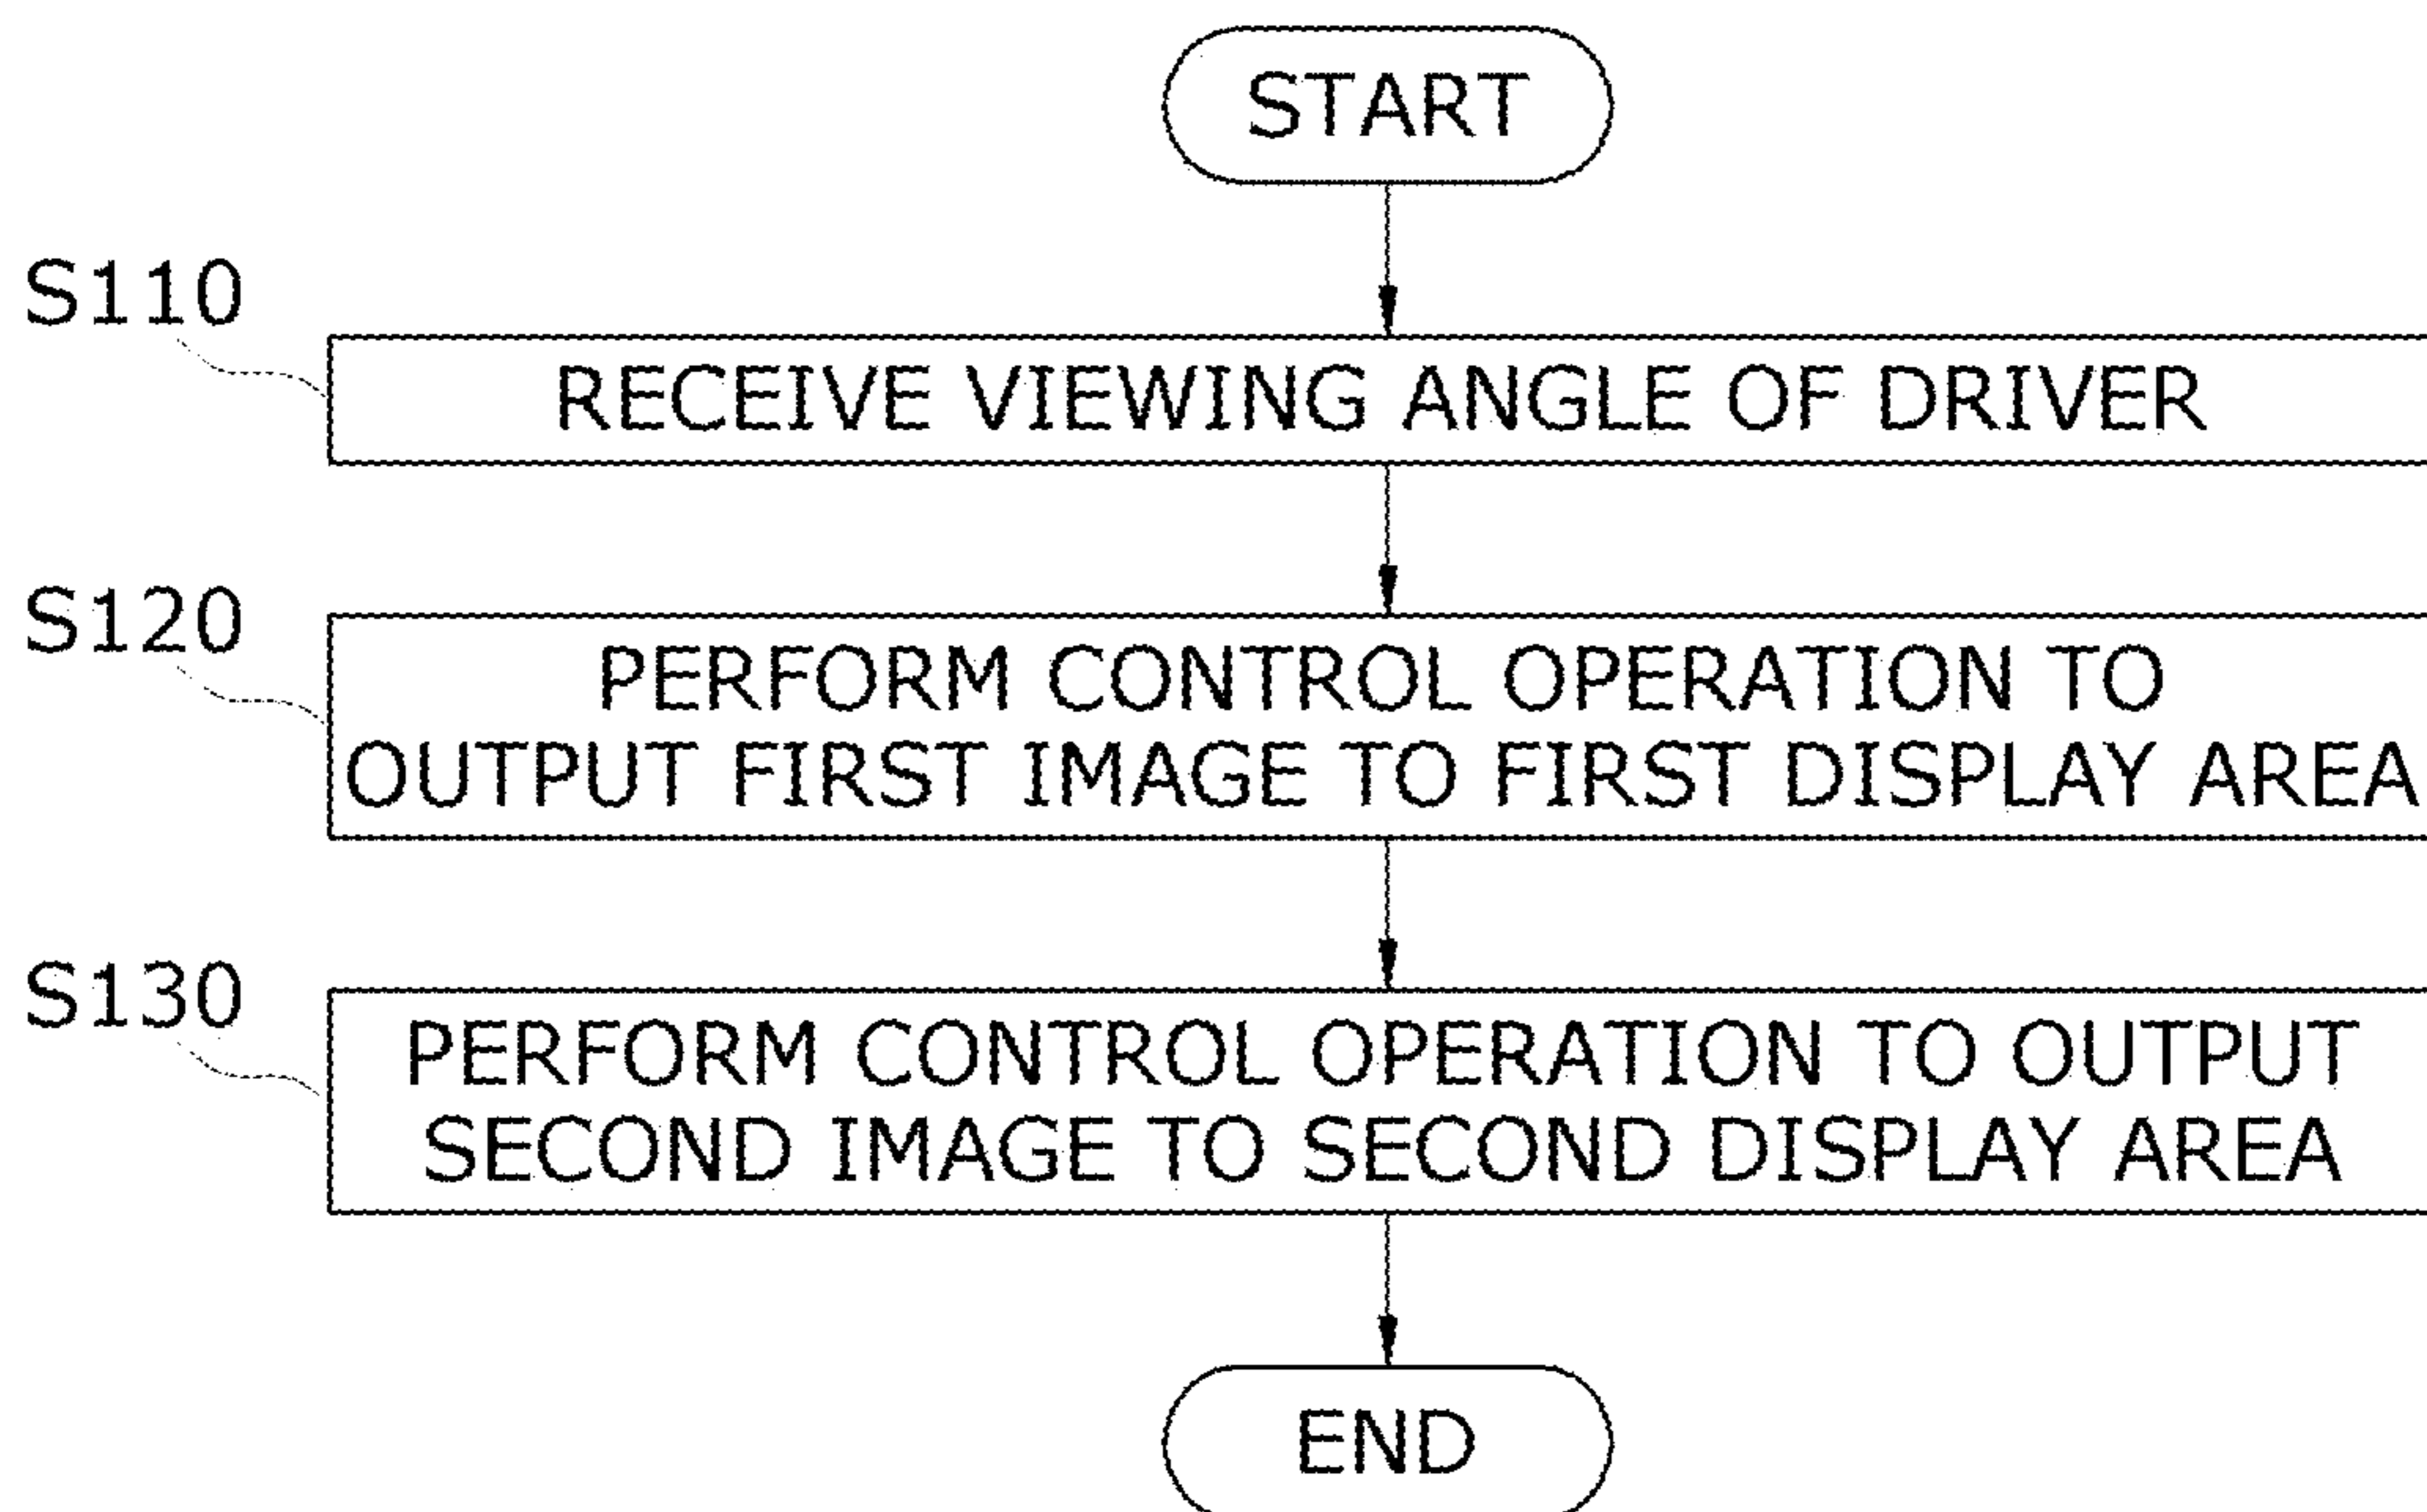 START
S110
RECEIVE VIEWING ANGLE OF DRIVER
S120
PERFORM CONTROL OPERATION TO
OUTPUT FIRST IMAGE TO FIRST DISPLAY AREA
S130
PERFORM CONTROL OPERATION TO OUTPUT
SECOND IMAGE TO SECOND DISPLAY AREA
END